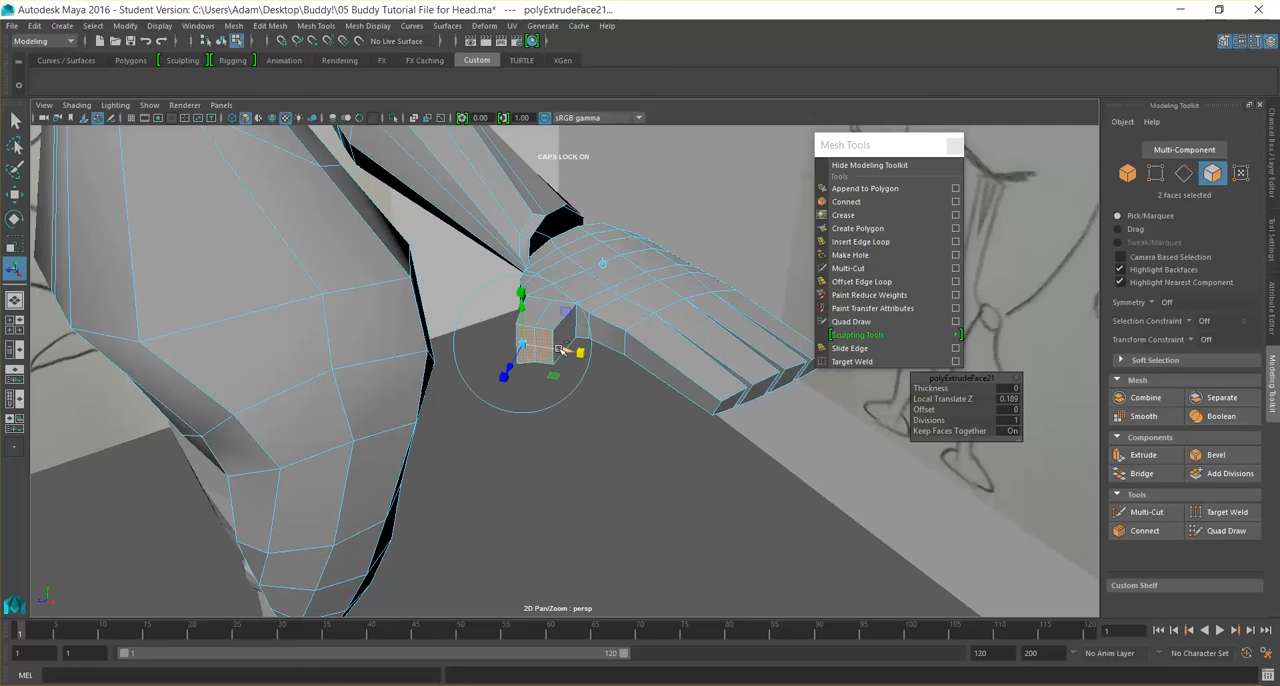 Autodesk Maya 2016 - Student Version: C:\Users\Adam\Desktop\Buddy!\05 Buddy Tutorial File for Head.ma* --- polyExtrudeFace21...
File Edit Create Select Modify Display Windows Mesh Edit Mesh Mesh Tools Mesh Display Curves Surfaces Deform UV Generate Cache Help
Modeling No Live Surface
Curves / Surfaces Polygons Sculpting Rigging Animation Rendering FX FX Caching Custom TURTLE XGen
View Shading Lighting Show Renderer Panels
0.00 1.00 sRGB gamma
CAPS LOCK ON
Mesh Tools
Hide Modeling Toolkit
Tools
Append to Polygon
Connect
Crease
Create Polygon
Insert Edge Loop
Make Hole
Multi-Cut
Offset Edge Loop
Paint Reduce Weights
Paint Transfer Attributes
Quad Draw
Sculpting Tools
Slide Edge
Target Weld
polyExtrudeFace21
Thickness 0
Local Translate Z 0.189
Offset 0
Divisions 1
Keep Faces Together On
2D Pan/Zoom : persp
Modeling Toolkit
Object Help
Multi-Component
2 faces selected
Pick/Marquee
Drag
Tweak/Marquee
Camera Based Selection
Highlight Backfaces
Highlight Nearest Component
Symmetry Off
Selection Constraint Off
Transform Constraint Off
Soft Selection
Mesh
Combine Separate
Smooth Boolean
Components
Extrude Bevel
Bridge Add Divisions
Tools
Multi-Cut Target Weld
Connect Quad Draw
Custom Shelf
Channel Box / Layer Editor
Tool Settings
Attribute Editor
Modeling Toolkit
5 10 15 20 25 30 35 40 45 50 55 60 65 70 75 80 85 90 95 100 105 110 115 120
1 1
1 1 1 120 120 200 No Anim Layer No Character Set
MEL